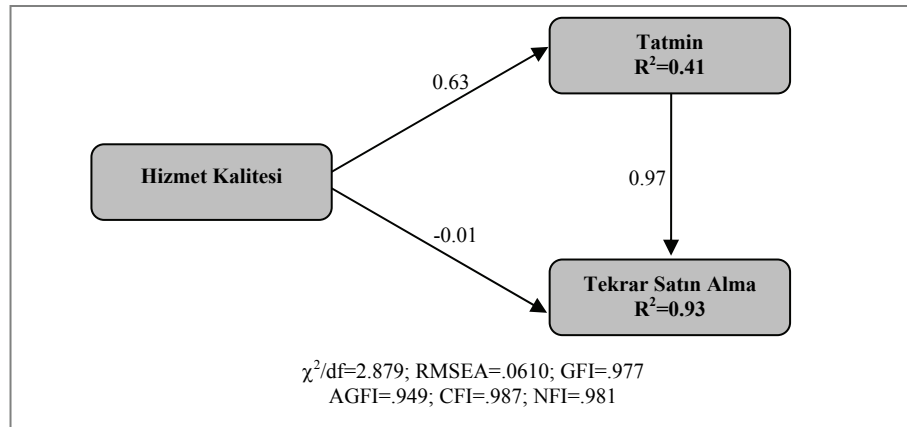 Tatmin
R²=0.41
0.63
Hizmet Kalitesi
0.97
-0.01
Tekrar Satın Alma
R²=0.93
χ²/df=2.879; RMSEA=.0610; GFI=.977
AGFI=.949; CFI=.987; NFI=.981